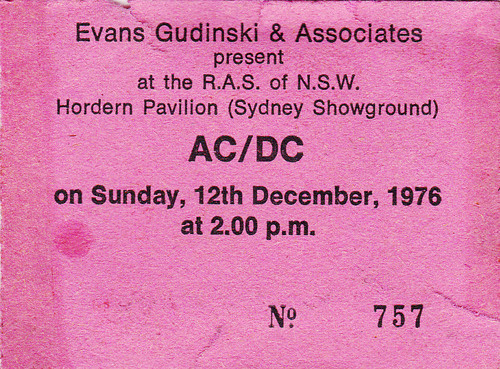 Evans Gudinski & Associates
present
at the R.A.S. of N.S.W.
Hordern Pavilion (Sydney Showground)
AC/DC
on Sunday, 12th December, 1976
at 2.00 p.m.
Nº 757